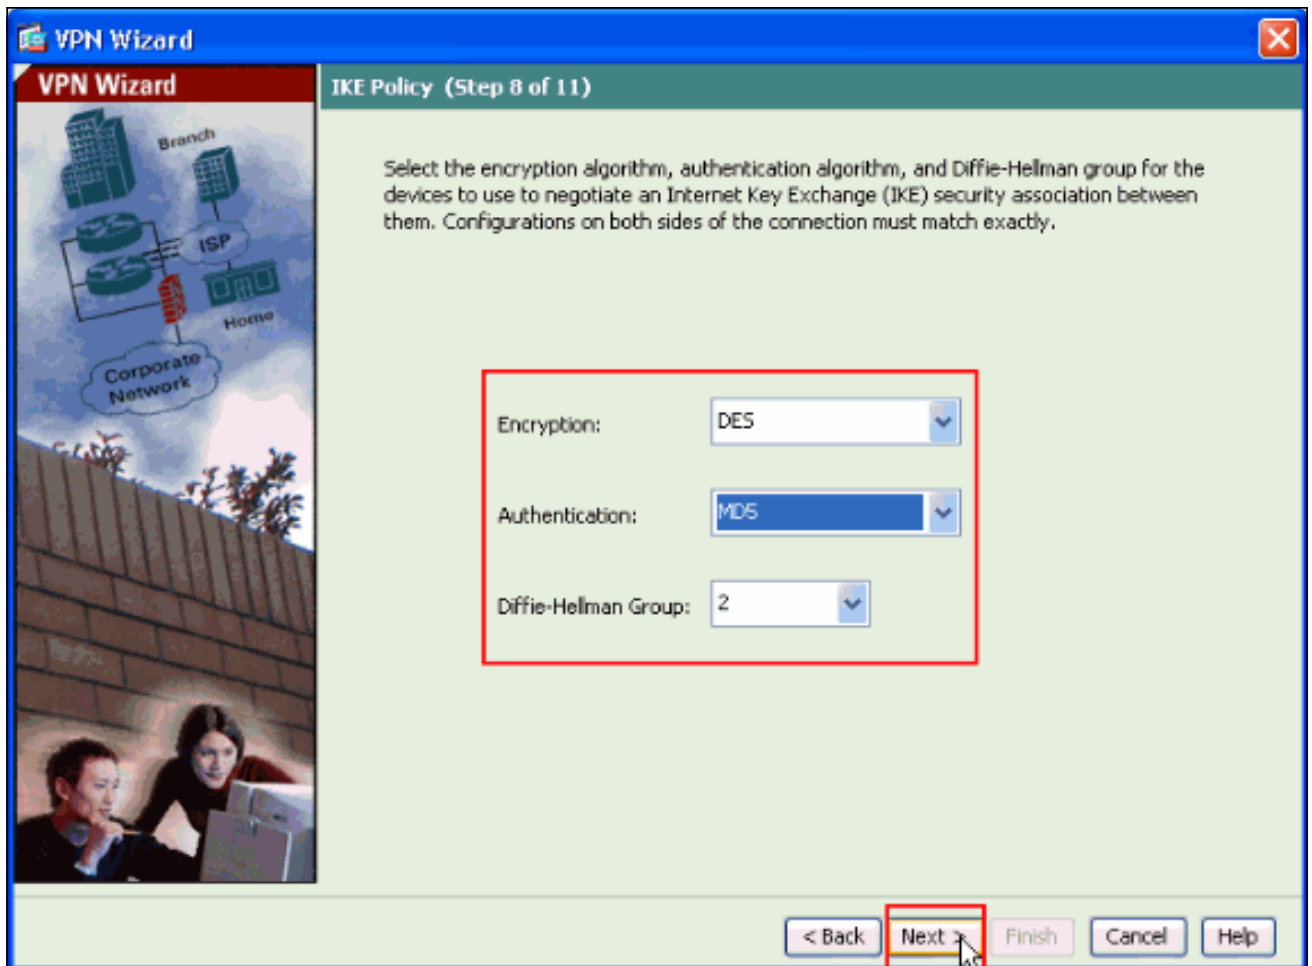 VPN Wizard
VPN Wizard
IKE Policy (Step 8 of 11)
Branch
ISP
Home
Corporate
Network
Select the encryption algorithm, authentication algorithm, and Diffie-Hellman group for the
devices to use to negotiate an Internet Key Exchange (IKE) security association between
them. Configurations on both sides of the connection must match exactly.
Encryption: DES
Authentication: MD5
Diffie-Hellman Group: 2
< Back Next > Finish Cancel Help